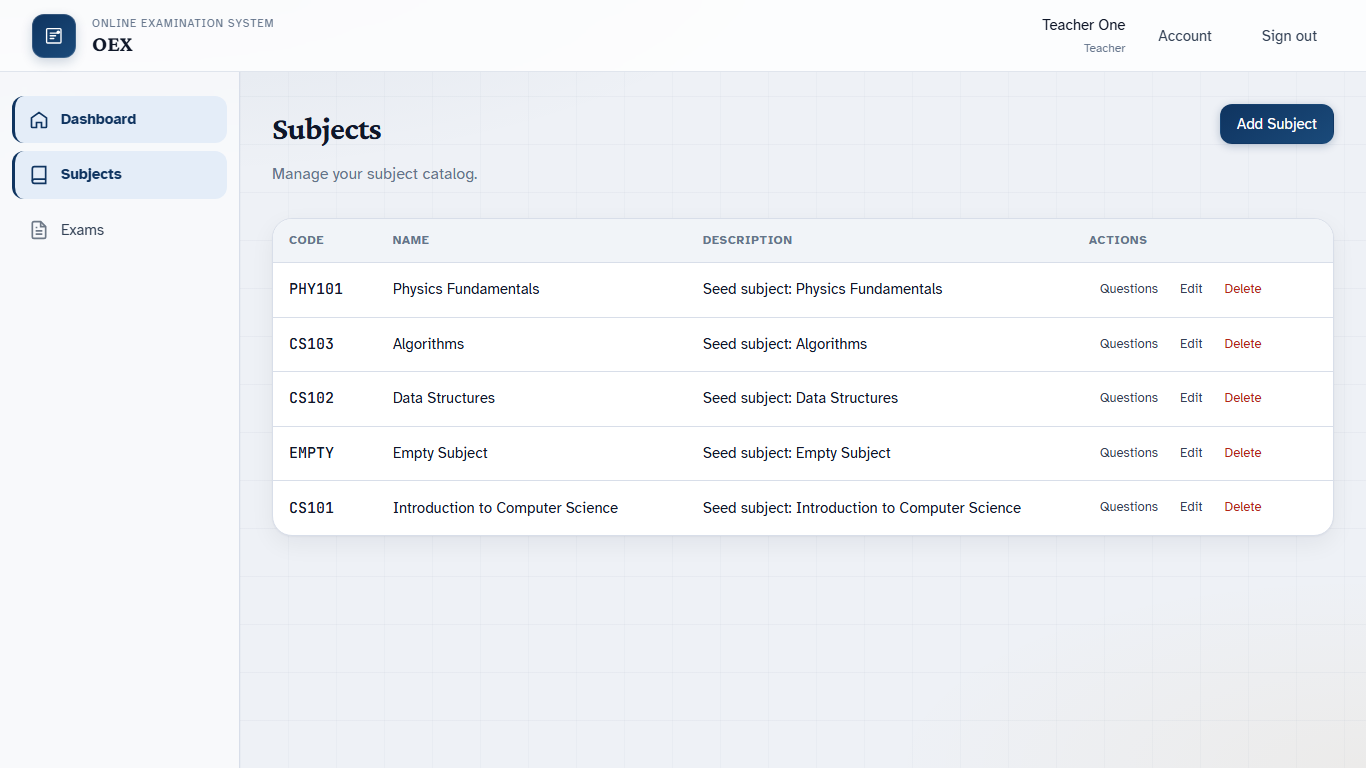 ONLINE EXAMINATION SYSTEM
OEX
Teacher One
Teacher
Account
Sign out
Dashboard
Subjects
Exams
Subjects
Manage your subject catalog.
Add Subject
CODE NAME DESCRIPTION ACTIONS
PHY101 Physics Fundamentals Seed subject: Physics Fundamentals Questions Edit Delete
CS103 Algorithms Seed subject: Algorithms Questions Edit Delete
CS102 Data Structures Seed subject: Data Structures Questions Edit Delete
EMPTY Empty Subject Seed subject: Empty Subject Questions Edit Delete
CS101 Introduction to Computer Science Seed subject: Introduction to Computer Science Questions Edit Delete